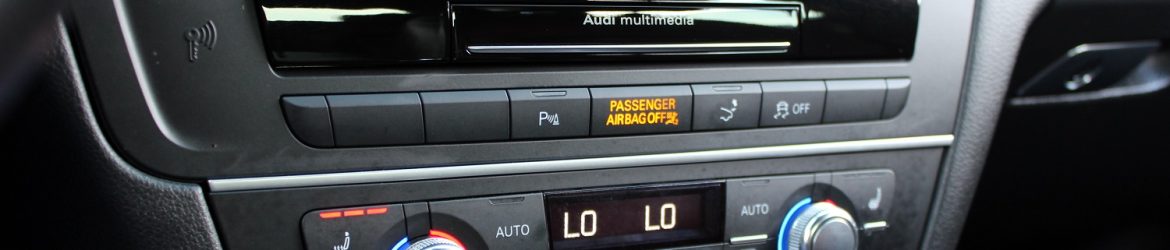 Audi multimedia
P
PASSENGER
AIRBAG OFF
OFF
AUTO
LO LO
AUTO